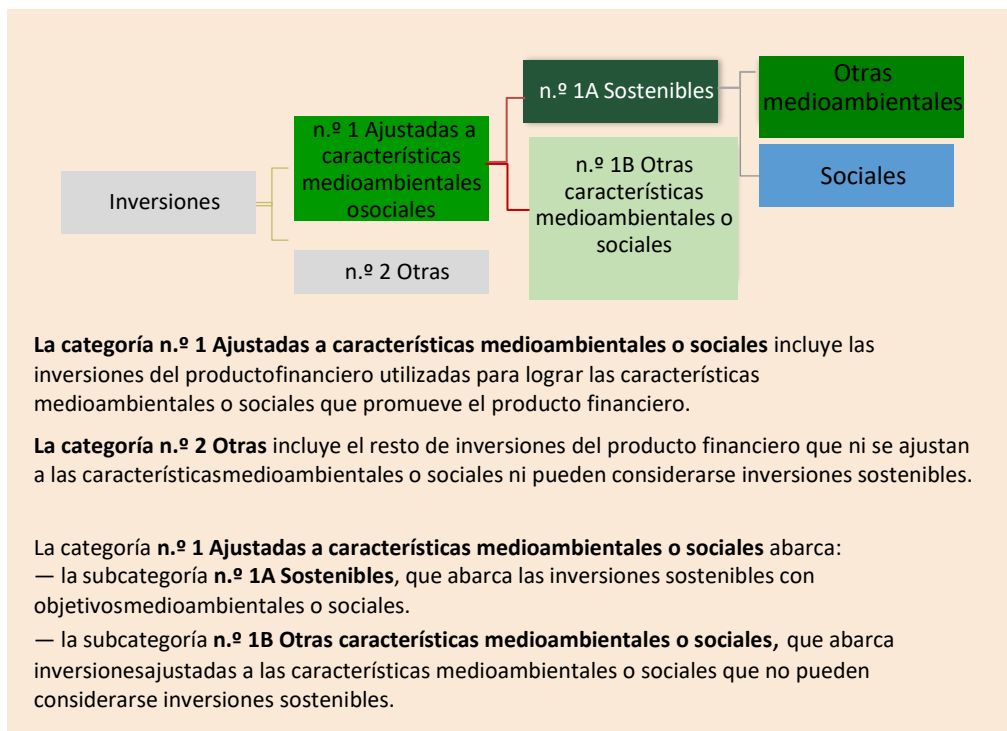 Inversiones
n.º 1 Ajustadas a
características
medioambientales
osociales
n.º 2 Otras
n.º 1A Sostenibles
n.º 1B Otras
características
medioambientales o
sociales
Otras
medioambientales
Sociales
La categoría n.º 1 Ajustadas a características medioambientales o sociales incluye las
inversiones del productofinanciero utilizadas para lograr las características
medioambientales o sociales que promueve el producto financiero.
La categoría n.º 2 Otras incluye el resto de inversiones del producto financiero que ni se ajustan
a las característicasmedioambientales o sociales ni pueden considerarse inversiones sostenibles.
La categoría n.º 1 Ajustadas a características medioambientales o sociales abarca:
— la subcategoría n.º 1A Sostenibles, que abarca las inversiones sostenibles con
objetivosmedioambientales o sociales.
— la subcategoría n.º 1B Otras características medioambientales o sociales, que abarca
inversionesajustadas a las características medioambientales o sociales que no pueden
considerarse inversiones sostenibles.